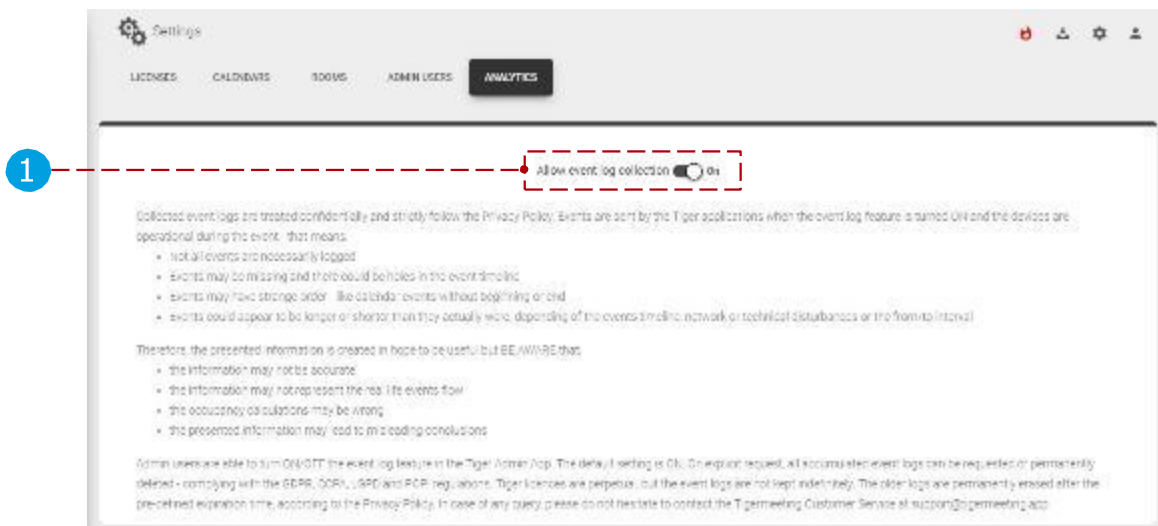 Settings
LICENSES CALENDARS ROOMS ADMIN USERS ANALYTICS
1
Allow event log collection On
Collected event logs are treated confidentially and strictly follow the Privacy Policy. Events are sent by the Tiger applications when the event log feature is turned ON and the devices are
operational during the event - that means:
• Not all events are necessarily logged
• Events may be missing and there could be holes in the event timeline
• Events may have strange order - like calendar events without beginning or end
• Events could appear to be longer or shorter than they actually were, depending of the events timeline, network or technical disturbances or the from/to interval
Therefore, the presented information is created in hope to be useful but BE AWARE that:
• the information may not be accurate
• the information may not represent the real life events flow
• the occupancy calculations may be wrong
• the presented information may lead to misleading conclusions
Admin users are able to turn ON/OFF the event log feature in the Tiger Admin App. The default setting is ON. On explicit request, all accumulated event logs can be requested or permanently
deleted - complying with the GDPR, CCPA, LGPD and POPI regulations. Tiger licences are perpetual, but the event logs are not kept indefinitely. The older logs are permanently erased after the
pre-defined expiration time, according to the Privacy Policy. In case of any query, please do not hesitate to contact the Tigermeeting Customer Service at support@tigermeeting.app